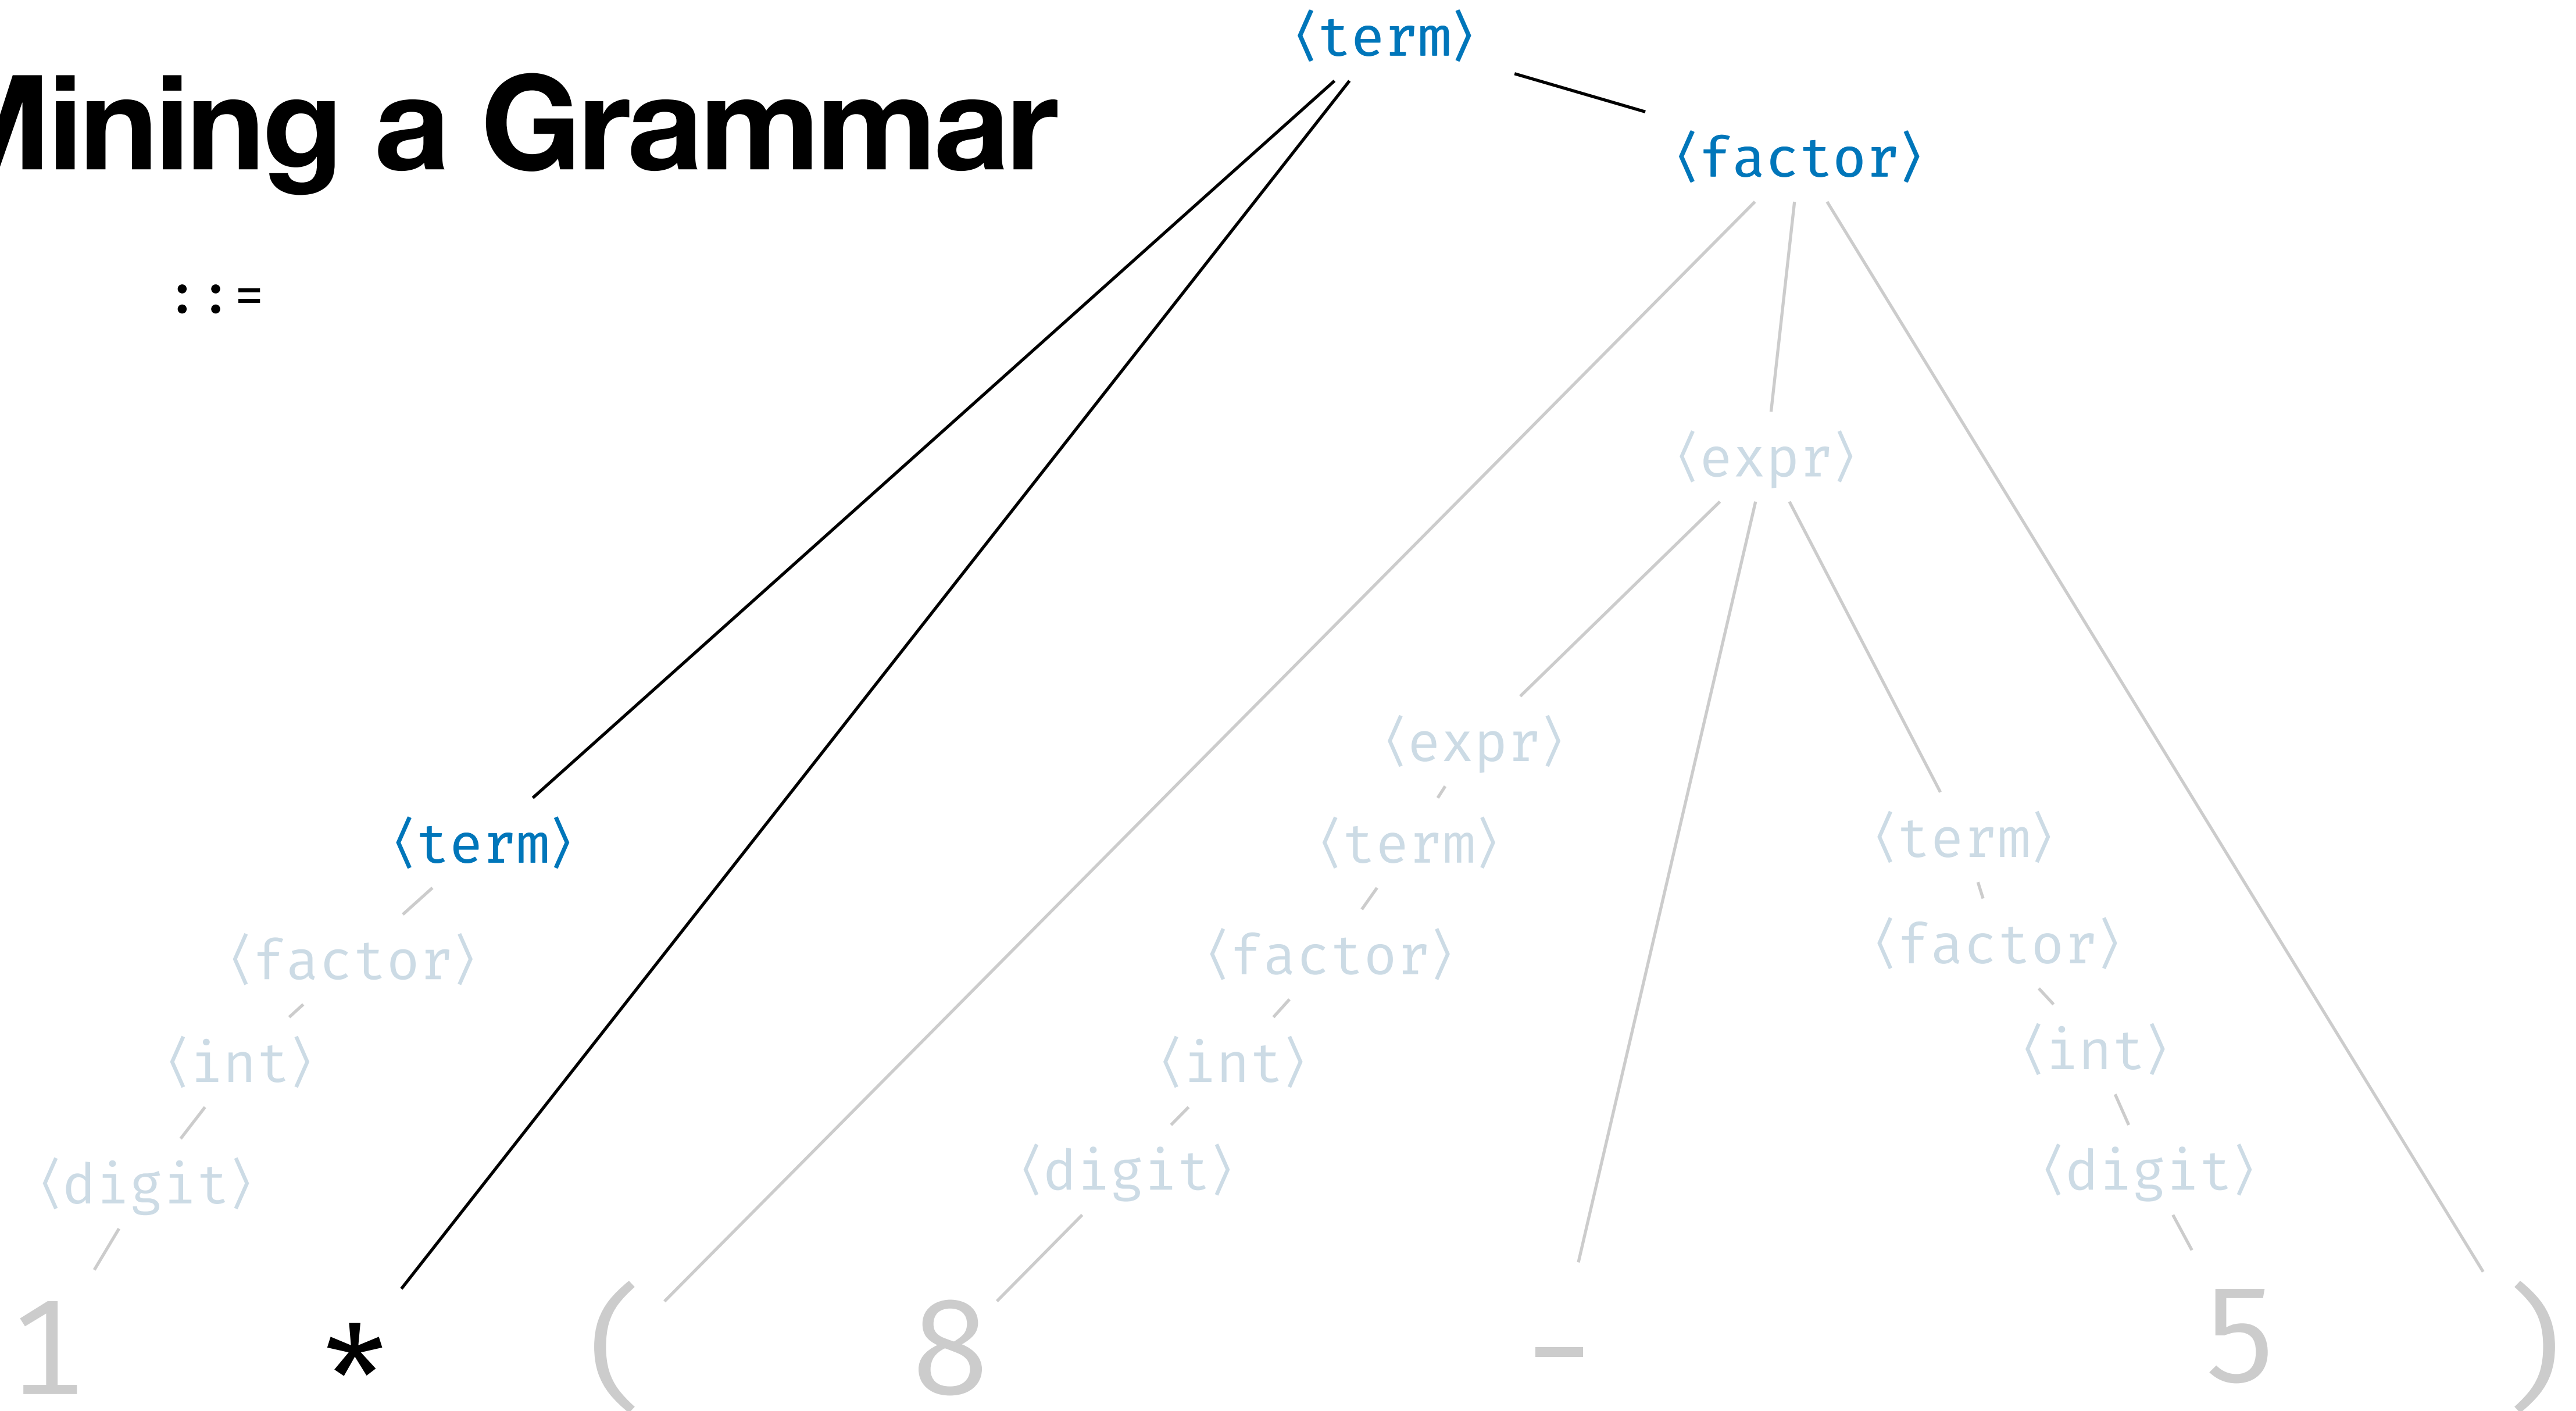 ⟨term⟩
Mining a Grammar
⟨factor⟩
::=
⟨expr⟩
⟨expr⟩
⟨term⟩ ⟨term⟩ ⟨term⟩
⟨factor⟩ ⟨factor⟩ ⟨factor⟩
⟨int⟩ ⟨int⟩ ⟨int⟩
⟨digit⟩ ⟨digit⟩ ⟨digit⟩
1 * ( 8 - 5 )